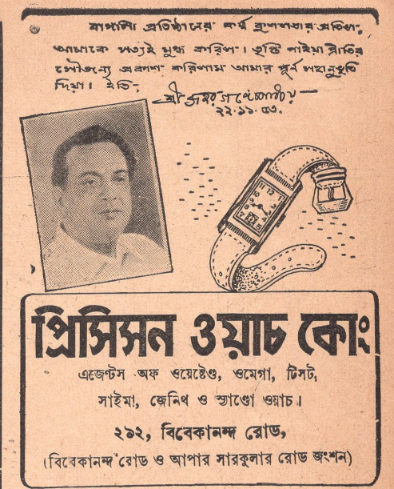 বাঙ্গালী প্রতিষ্ঠানের কর্ম কুশলতার
আমাকে সত্যই মুগ্ধ করিল। তৃপ্তি পাইয়া প্রীতির
সৌজন্য প্রকাশ করিলাম আমার পূর্ন সহানুভূতি
দিয়া। ইতি—
শ্রী
২২.১১.৫৩.
প্রিসিসন ওয়াচ কোং
এজেন্টস অফ ওয়েষ্টেণ্ড, ওমেগা, টিসট,
সাইমা, জেনিথ ও স্যাণ্ডো ওয়াচ।
২৯২, বিবেকানন্দ রোড,
(বিবেকানন্দ রোড ও আপার সারকুলার রোড জংশন)